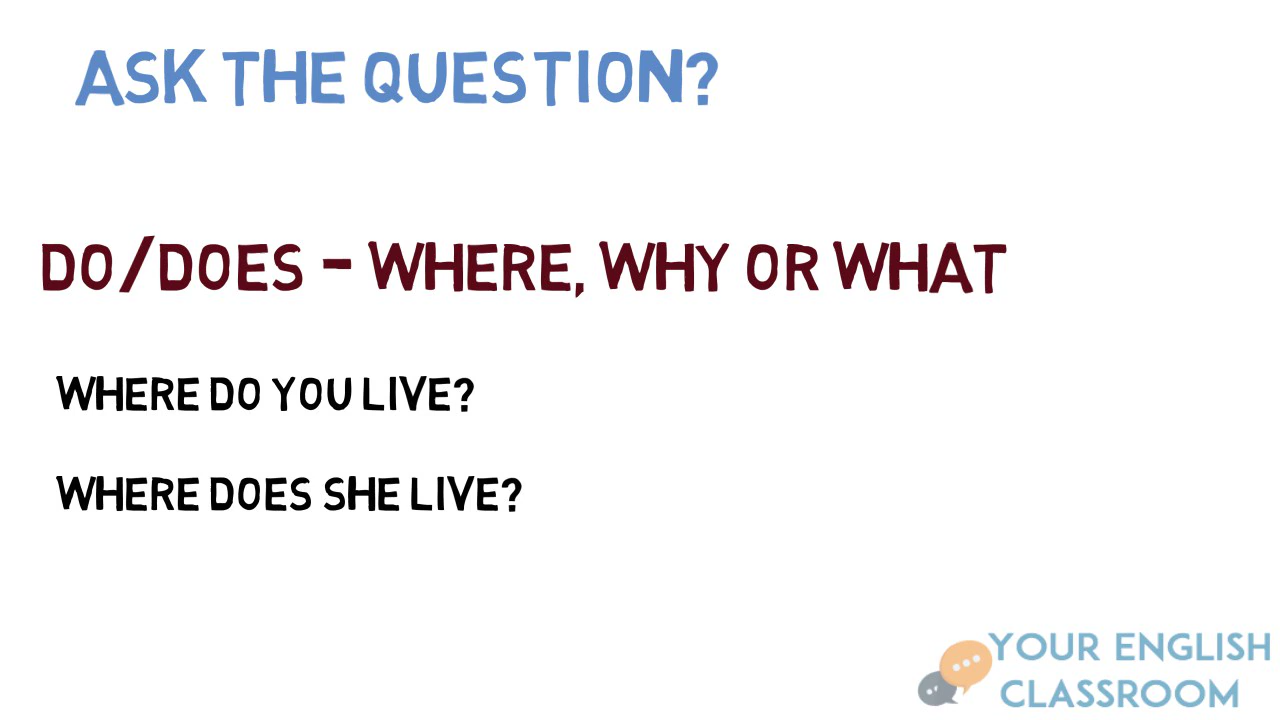 ASK THE QUESTION?
DO/DOES - WHERE, WHY OR WHAT
WHERE DO YOU LIVE?
WHERE DOES SHE LIVE?
YOUR ENGLISH
CLASSROOM